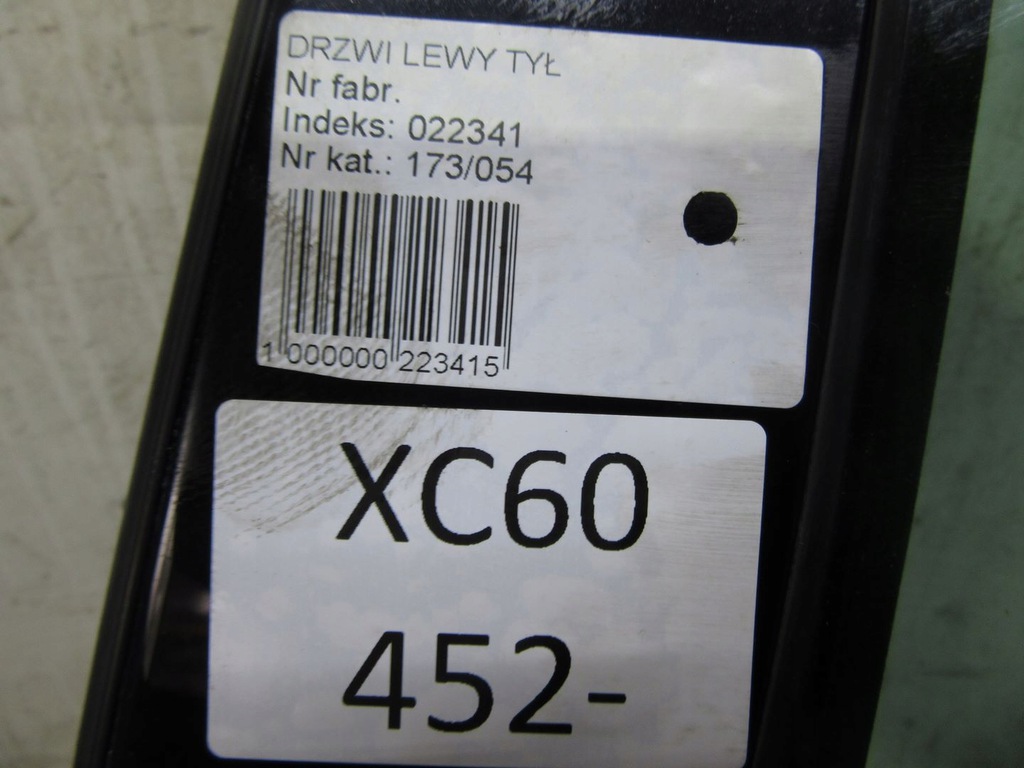 DRZWI LEWY TYŁ
Nr fabr.
Indeks: 022341
Nr kat.: 173/054
1 000000 223415
XC60
452-